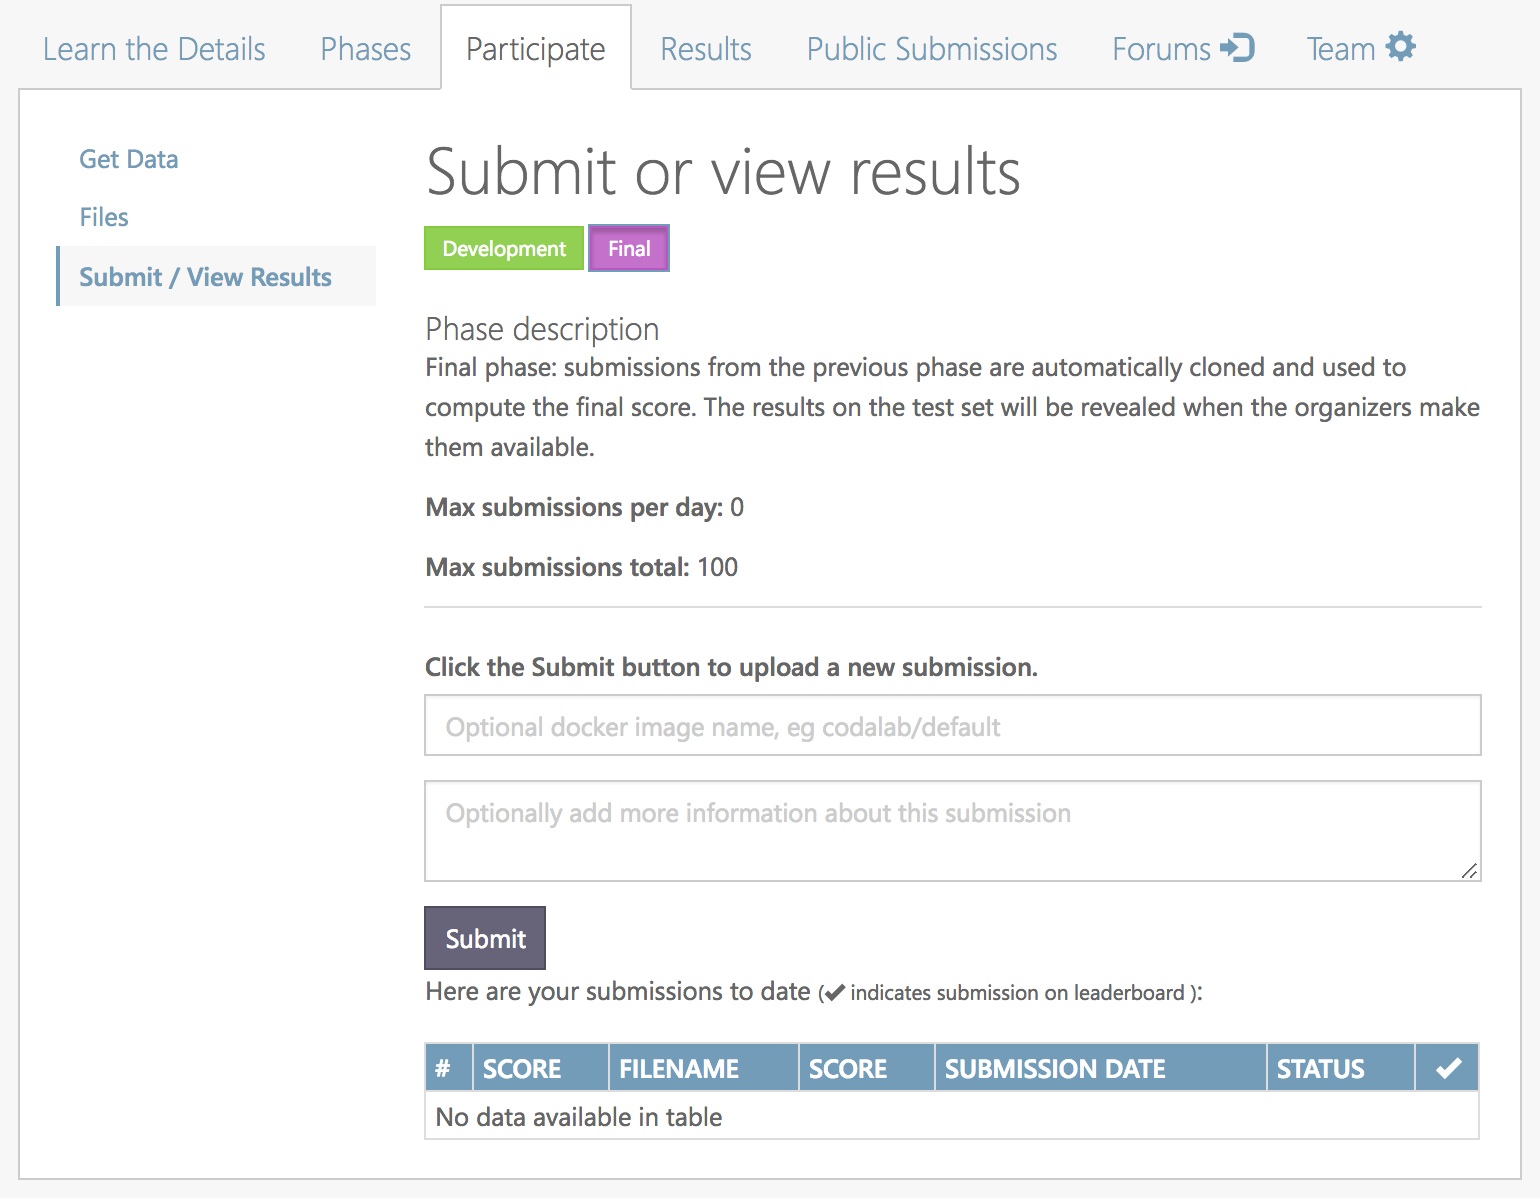 Learn the Details Phases Participate Results Public Submissions Forums Team
Get Data
Files
Submit / View Results
Submit or view results
Development Final
Phase description
Final phase: submissions from the previous phase are automatically cloned and used to
compute the final score. The results on the test set will be revealed when the organizers make
them available.
Max submissions per day: 0
Max submissions total: 100
Click the Submit button to upload a new submission.
Optional docker image name, eg codalab/default
Optionally add more information about this submission
Submit
Here are your submissions to date (✔ indicates submission on leaderboard ):
# SCORE FILENAME SCORE SUBMISSION DATE STATUS ✔
No data available in table